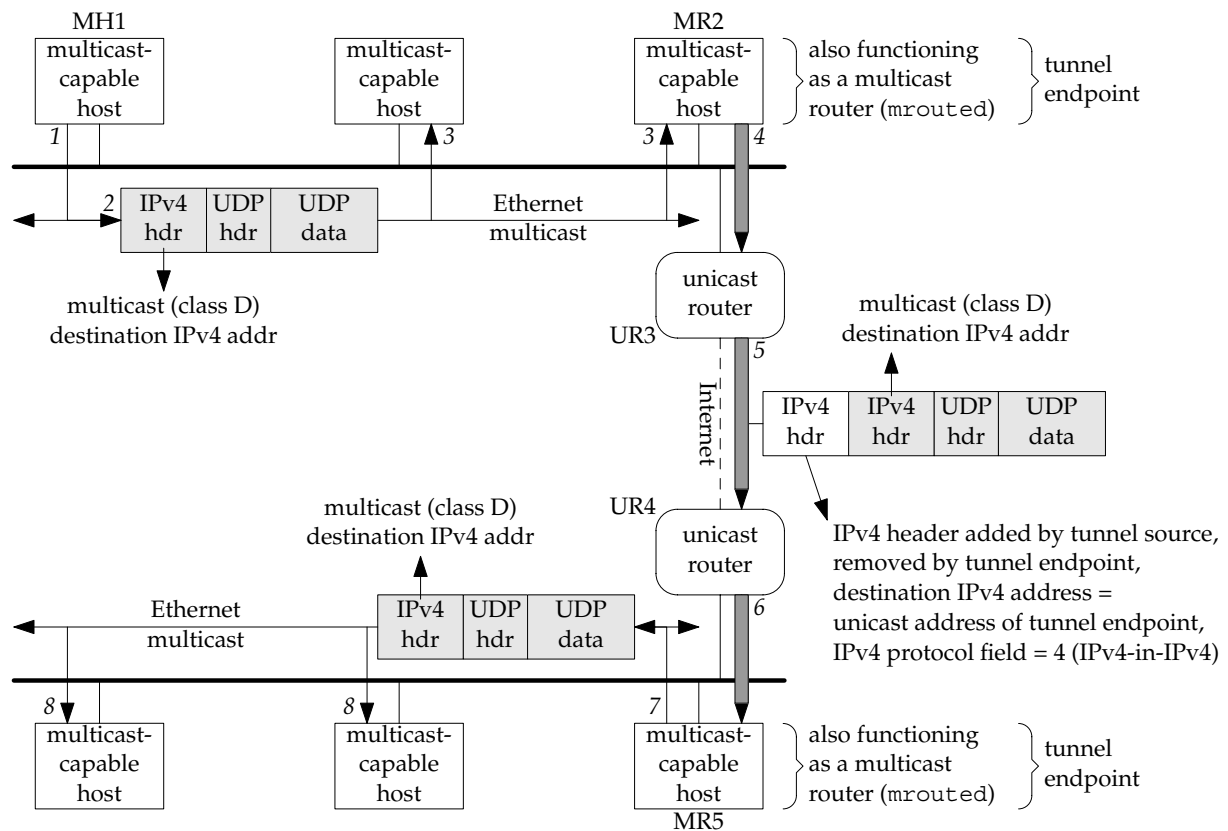 MH1
multicast-
capable
host
multicast-
capable
host
MR2
multicast-
capable
host
also functioning
as a multicast
router (mrouted)
tunnel
endpoint
1
3
3
4
2
IPv4
hdr
UDP
hdr
UDP
data
Ethernet
multicast
multicast (class D)
destination IPv4 addr
unicast
router
UR3
5
multicast (class D)
destination IPv4 addr
Internet
IPv4
hdr
IPv4
hdr
UDP
hdr
UDP
data
multicast (class D)
destination IPv4 addr
UR4
unicast
router
IPv4 header added by tunnel source,
removed by tunnel endpoint,
destination IPv4 address =
unicast address of tunnel endpoint,
IPv4 protocol field = 4 (IPv4-in-IPv4)
6
Ethernet
multicast
IPv4
hdr
UDP
hdr
UDP
data
8
8
7
multicast-
capable
host
multicast-
capable
host
multicast-
capable
host
MR5
also functioning
as a multicast
router (mrouted)
tunnel
endpoint